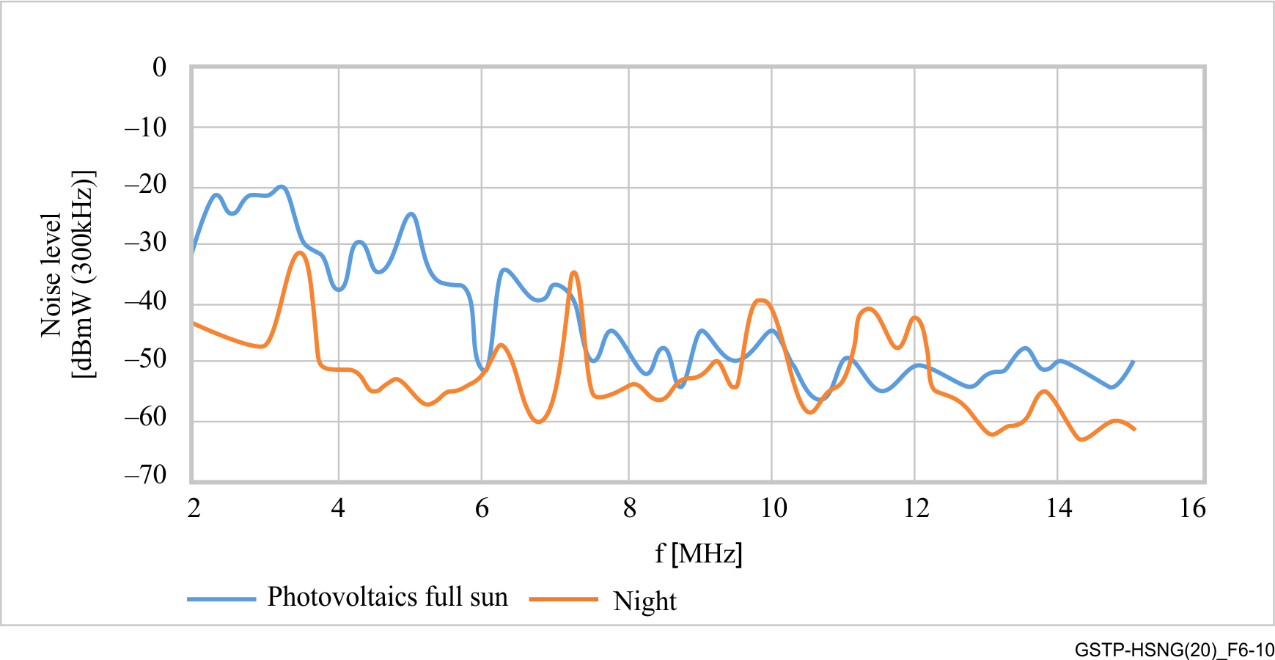 0
–10
–20
–30
–40
–50
–60
–70
Noise level
[dBmW (300kHz)]
2 4 6 8 10 12 14 16
f [MHz]
Photovoltaics full sun Night
GSTP-HSNG(20)_F6-10